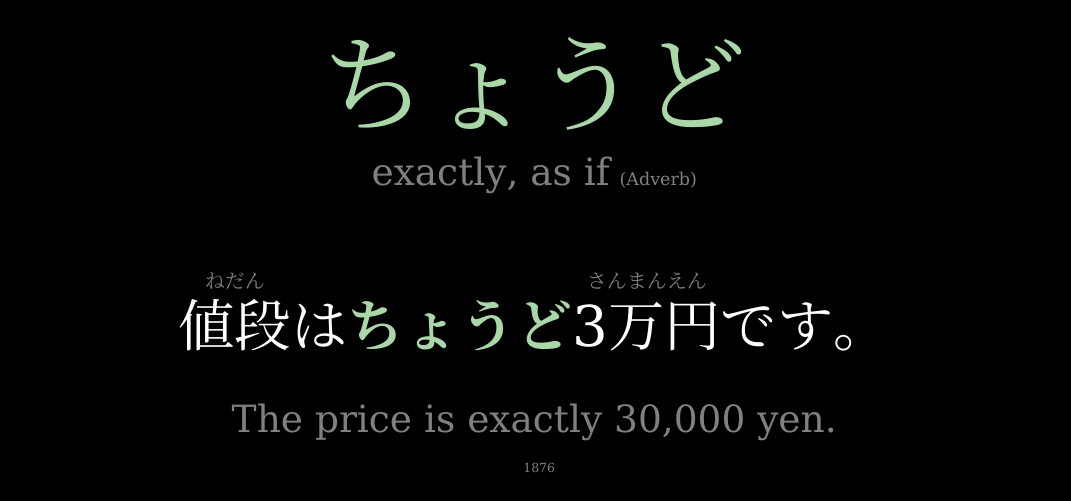 ちょうど
exactly, as if (Adverb)
ねだん さんまんえん
値段はちょうど3万円です。
The price is exactly 30,000 yen.
1876